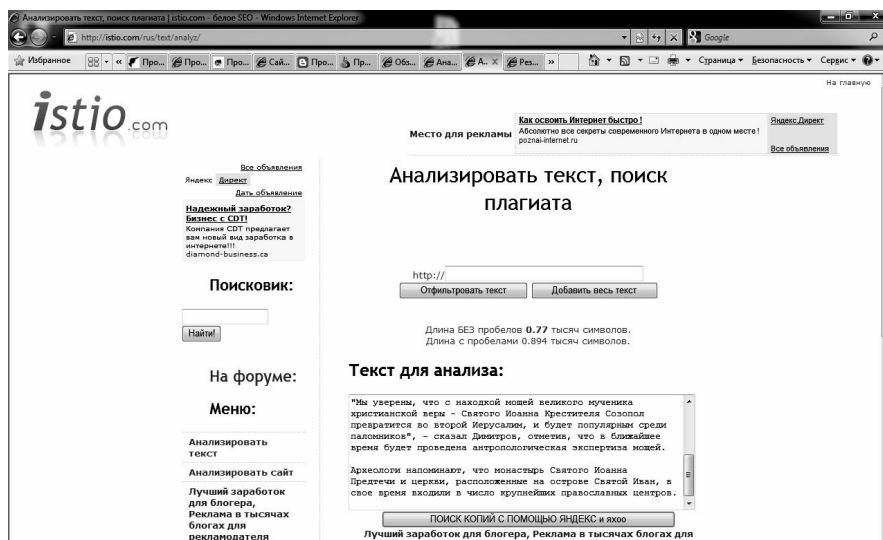 Анализировать текст, поиск плагиата | istio.com - белое SEO - Windows Internet Explorer
http://istio.com/rus/text/analyz/
Google
Избранное
Про...
Про...
Про...
Сай...
Про...
Пр...
Обз...
Ана...
А...
Рез...
Страница
Безопасность
Сервис
На главную
istio.com
Место для рекламы
Как освоить Интернет быстро !
Абсолютно все секреты современного Интернета в одном месте !
poznai-internet.ru
Яндекс.Директ
Все объявления
Все объявления
Яндекс Директ
Дать объявление
Надежный заработок?
Бизнес с CDT!
Компания CDT предлагает
вам новый вид заработка в
интернете!!!
diamond-business.ca
Поисковик:
Найти!
На форуме:
Меню:
Анализировать
текст
Анализировать сайт
Лучший заработок
для блогера,
Реклама в тысячах
блогах для
рекламодателя
Анализировать текст, поиск
плагиата
http://
Отфильтровать текст
Добавить весь текст
Длина БЕЗ пробелов 0.77 тысяч символов.
Длина с пробелами 0.894 тысяч символов.
Текст для анализа:
"Мы уверены, что с находкой мощей великого мученика
христианской веры - Святого Иоанна Крестителя Созопол
превратится во второй Иерусалим, и будет популярным среди
паломников", - сказал Димитров, отметив, что в ближайшее
время будет проведена антропологическая экспертиза мощей.
Археологи напоминают, что монастырь Святого Иоанна
Предтечи и церкви, расположенные на острове Святой Иван, в
свое время входили в число крупнейших православных центров.
ПОИСК КОПИЙ С ПОМОЩЬЮ ЯНДЕКС и яхоо
Лучший заработок для блогера, Реклама в тысячах блогах для